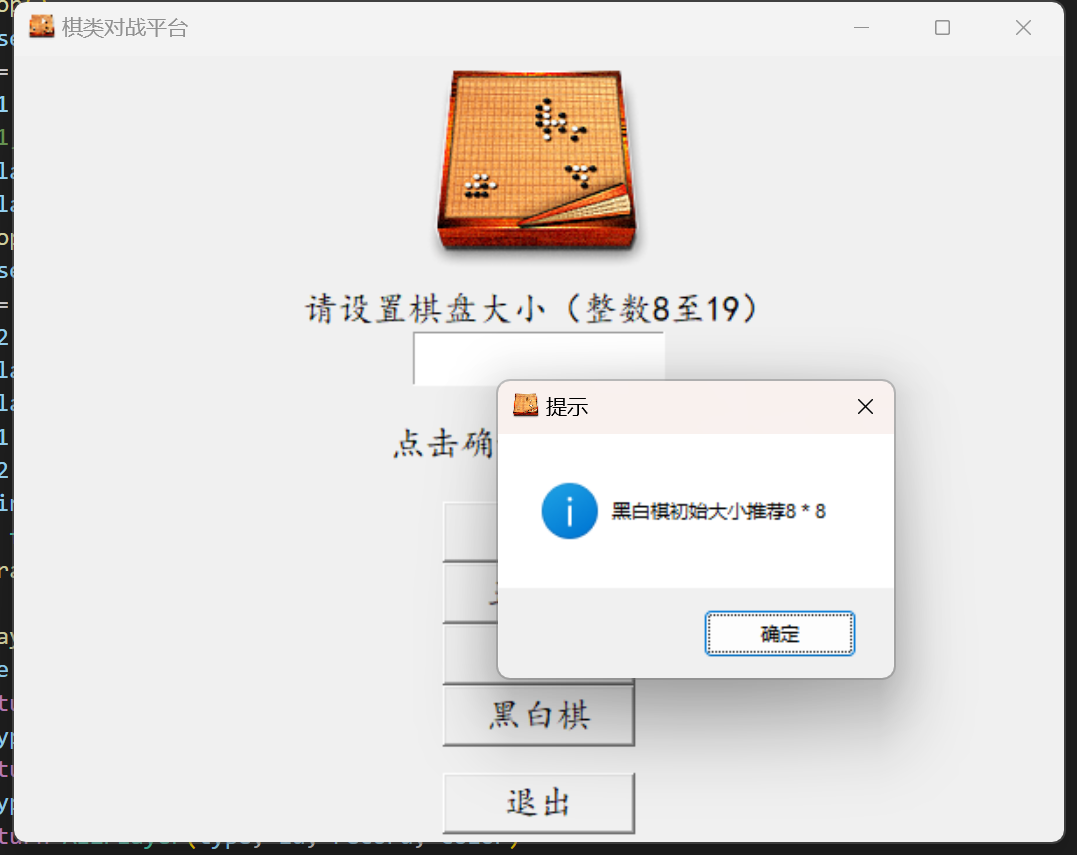 棋类对战平台
请设置棋盘大小（整数8至19）
提示
点击确
黑白棋初始大小推荐8 * 8
确定
黑白棋
退出